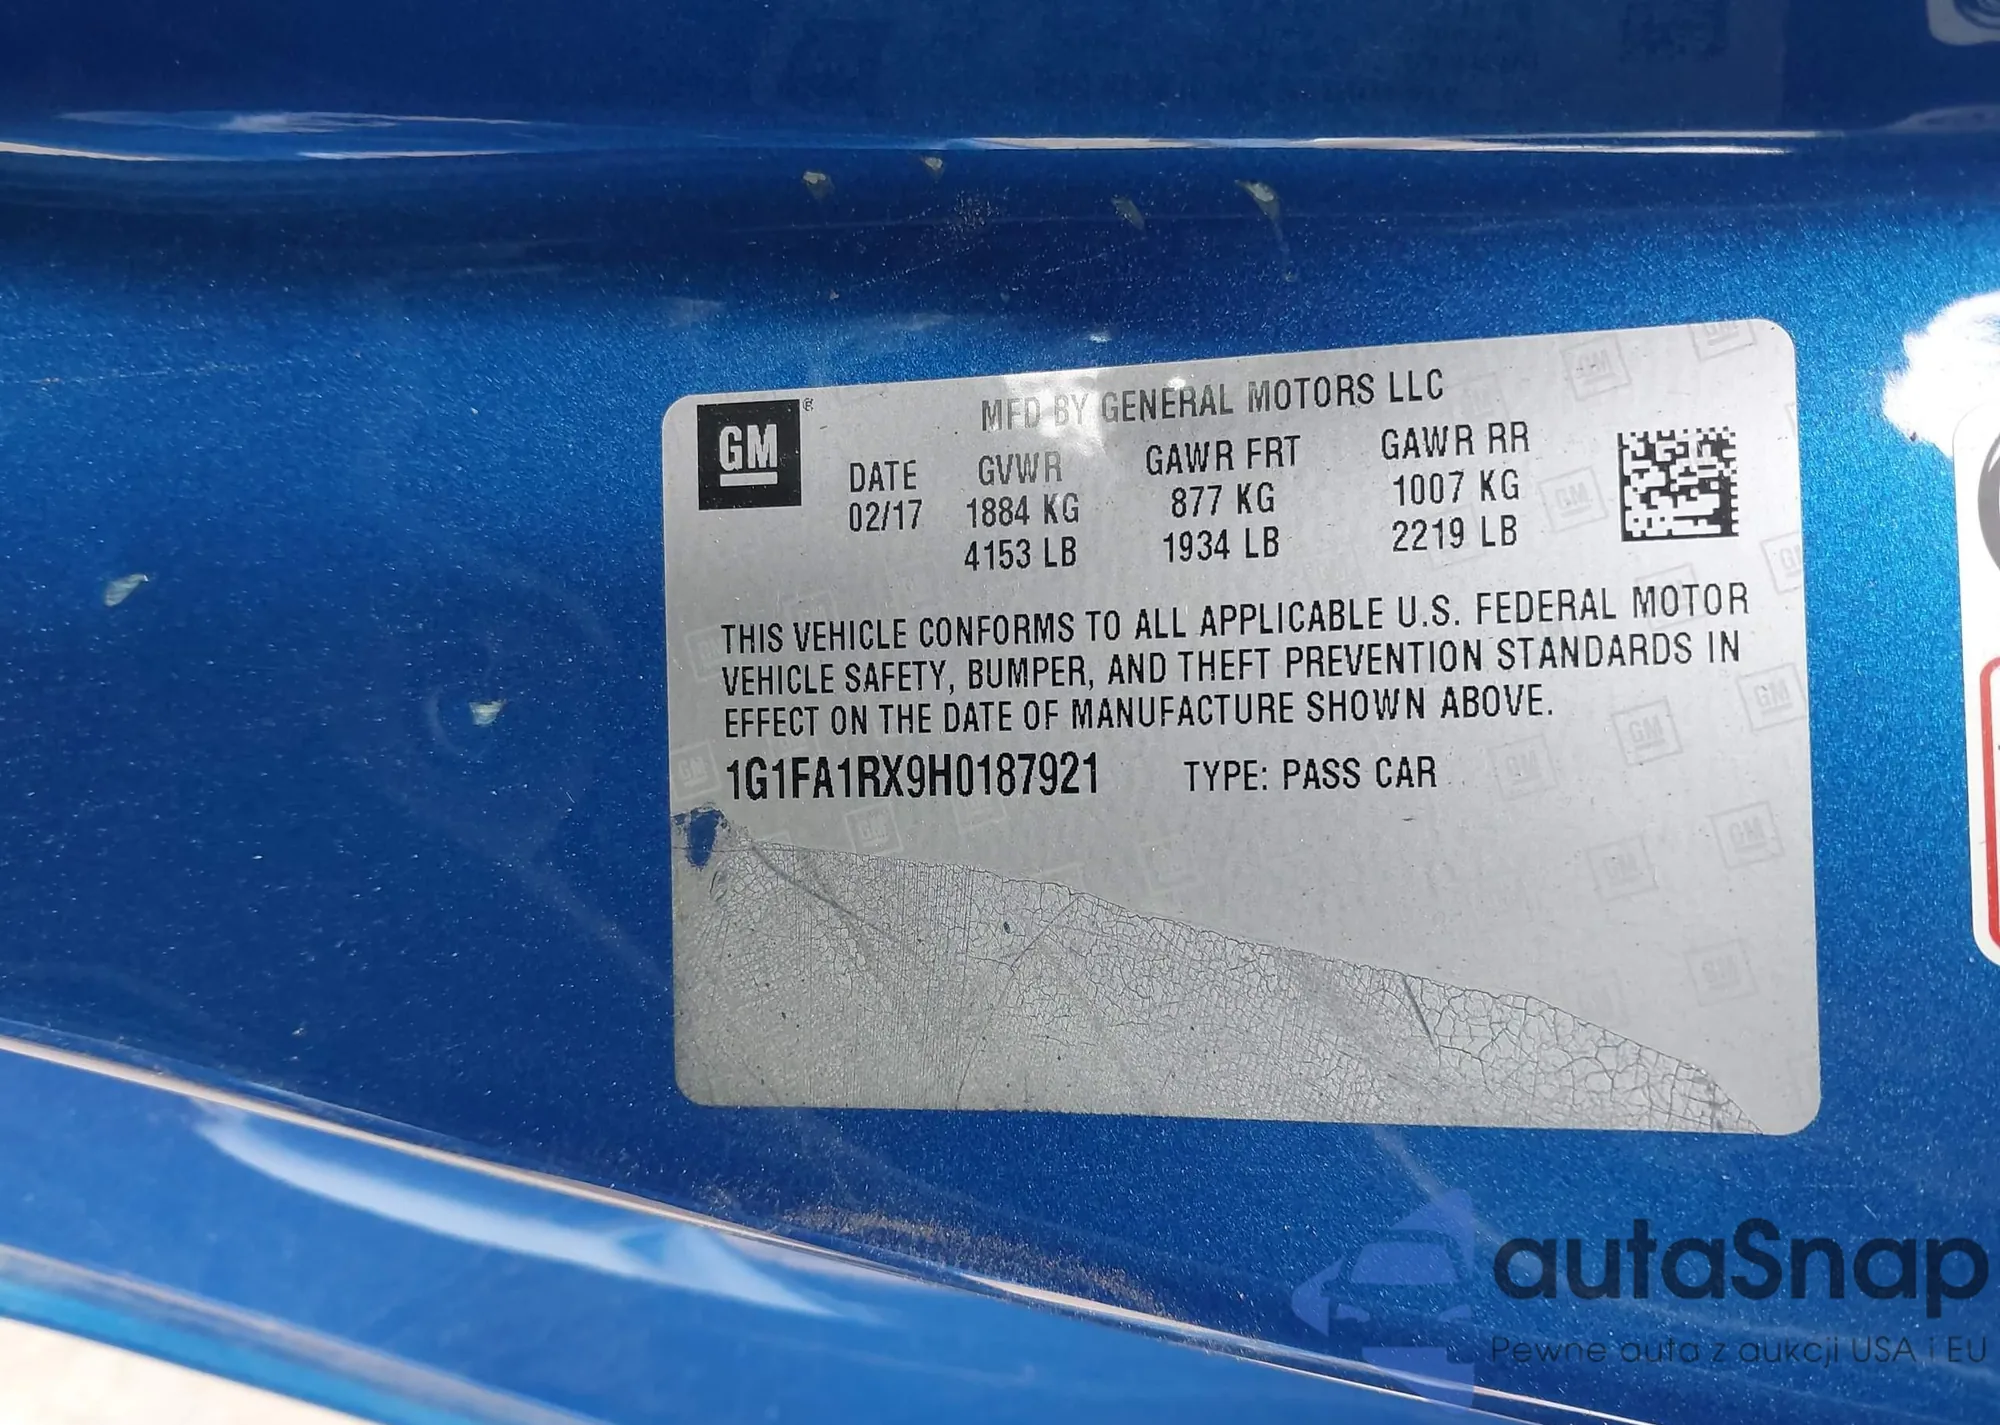 GM
MFD BY GENERAL MOTORS LLC
DATE GVWR GAWR FRT GAWR RR
02/17 1884 KG 877 KG 1007 KG
4153 LB 1934 LB 2219 LB
THIS VEHICLE CONFORMS TO ALL APPLICABLE U.S. FEDERAL MOTOR
VEHICLE SAFETY, BUMPER, AND THEFT PREVENTION STANDARDS IN
EFFECT ON THE DATE OF MANUFACTURE SHOWN ABOVE.
1G1FA1RX9H0187921 TYPE: PASS CAR
autaSnap
Pewne auta z aukcji USA i EU